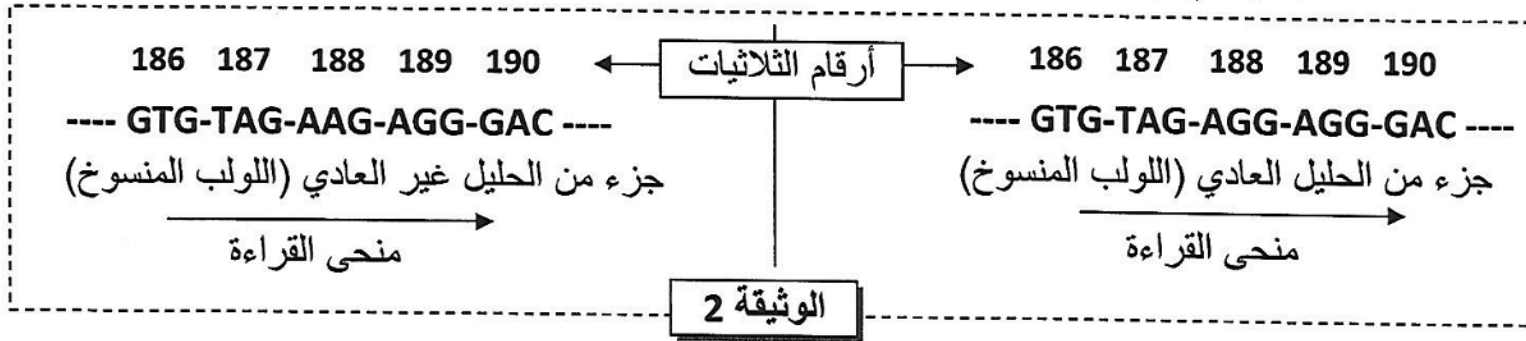 أرقام الثلاثيات
186 187 188 189 190
---- GTG-TAG-AGG-AGG-GAC ----
جزء من الحليل العادي (اللولب المنسوخ)
منحى القراءة
186 187 188 189 190
---- GTG-TAG-AAG-AGG-GAC ----
جزء من الحليل غير العادي (اللولب المنسوخ)
منحى القراءة
الوثيقة 2